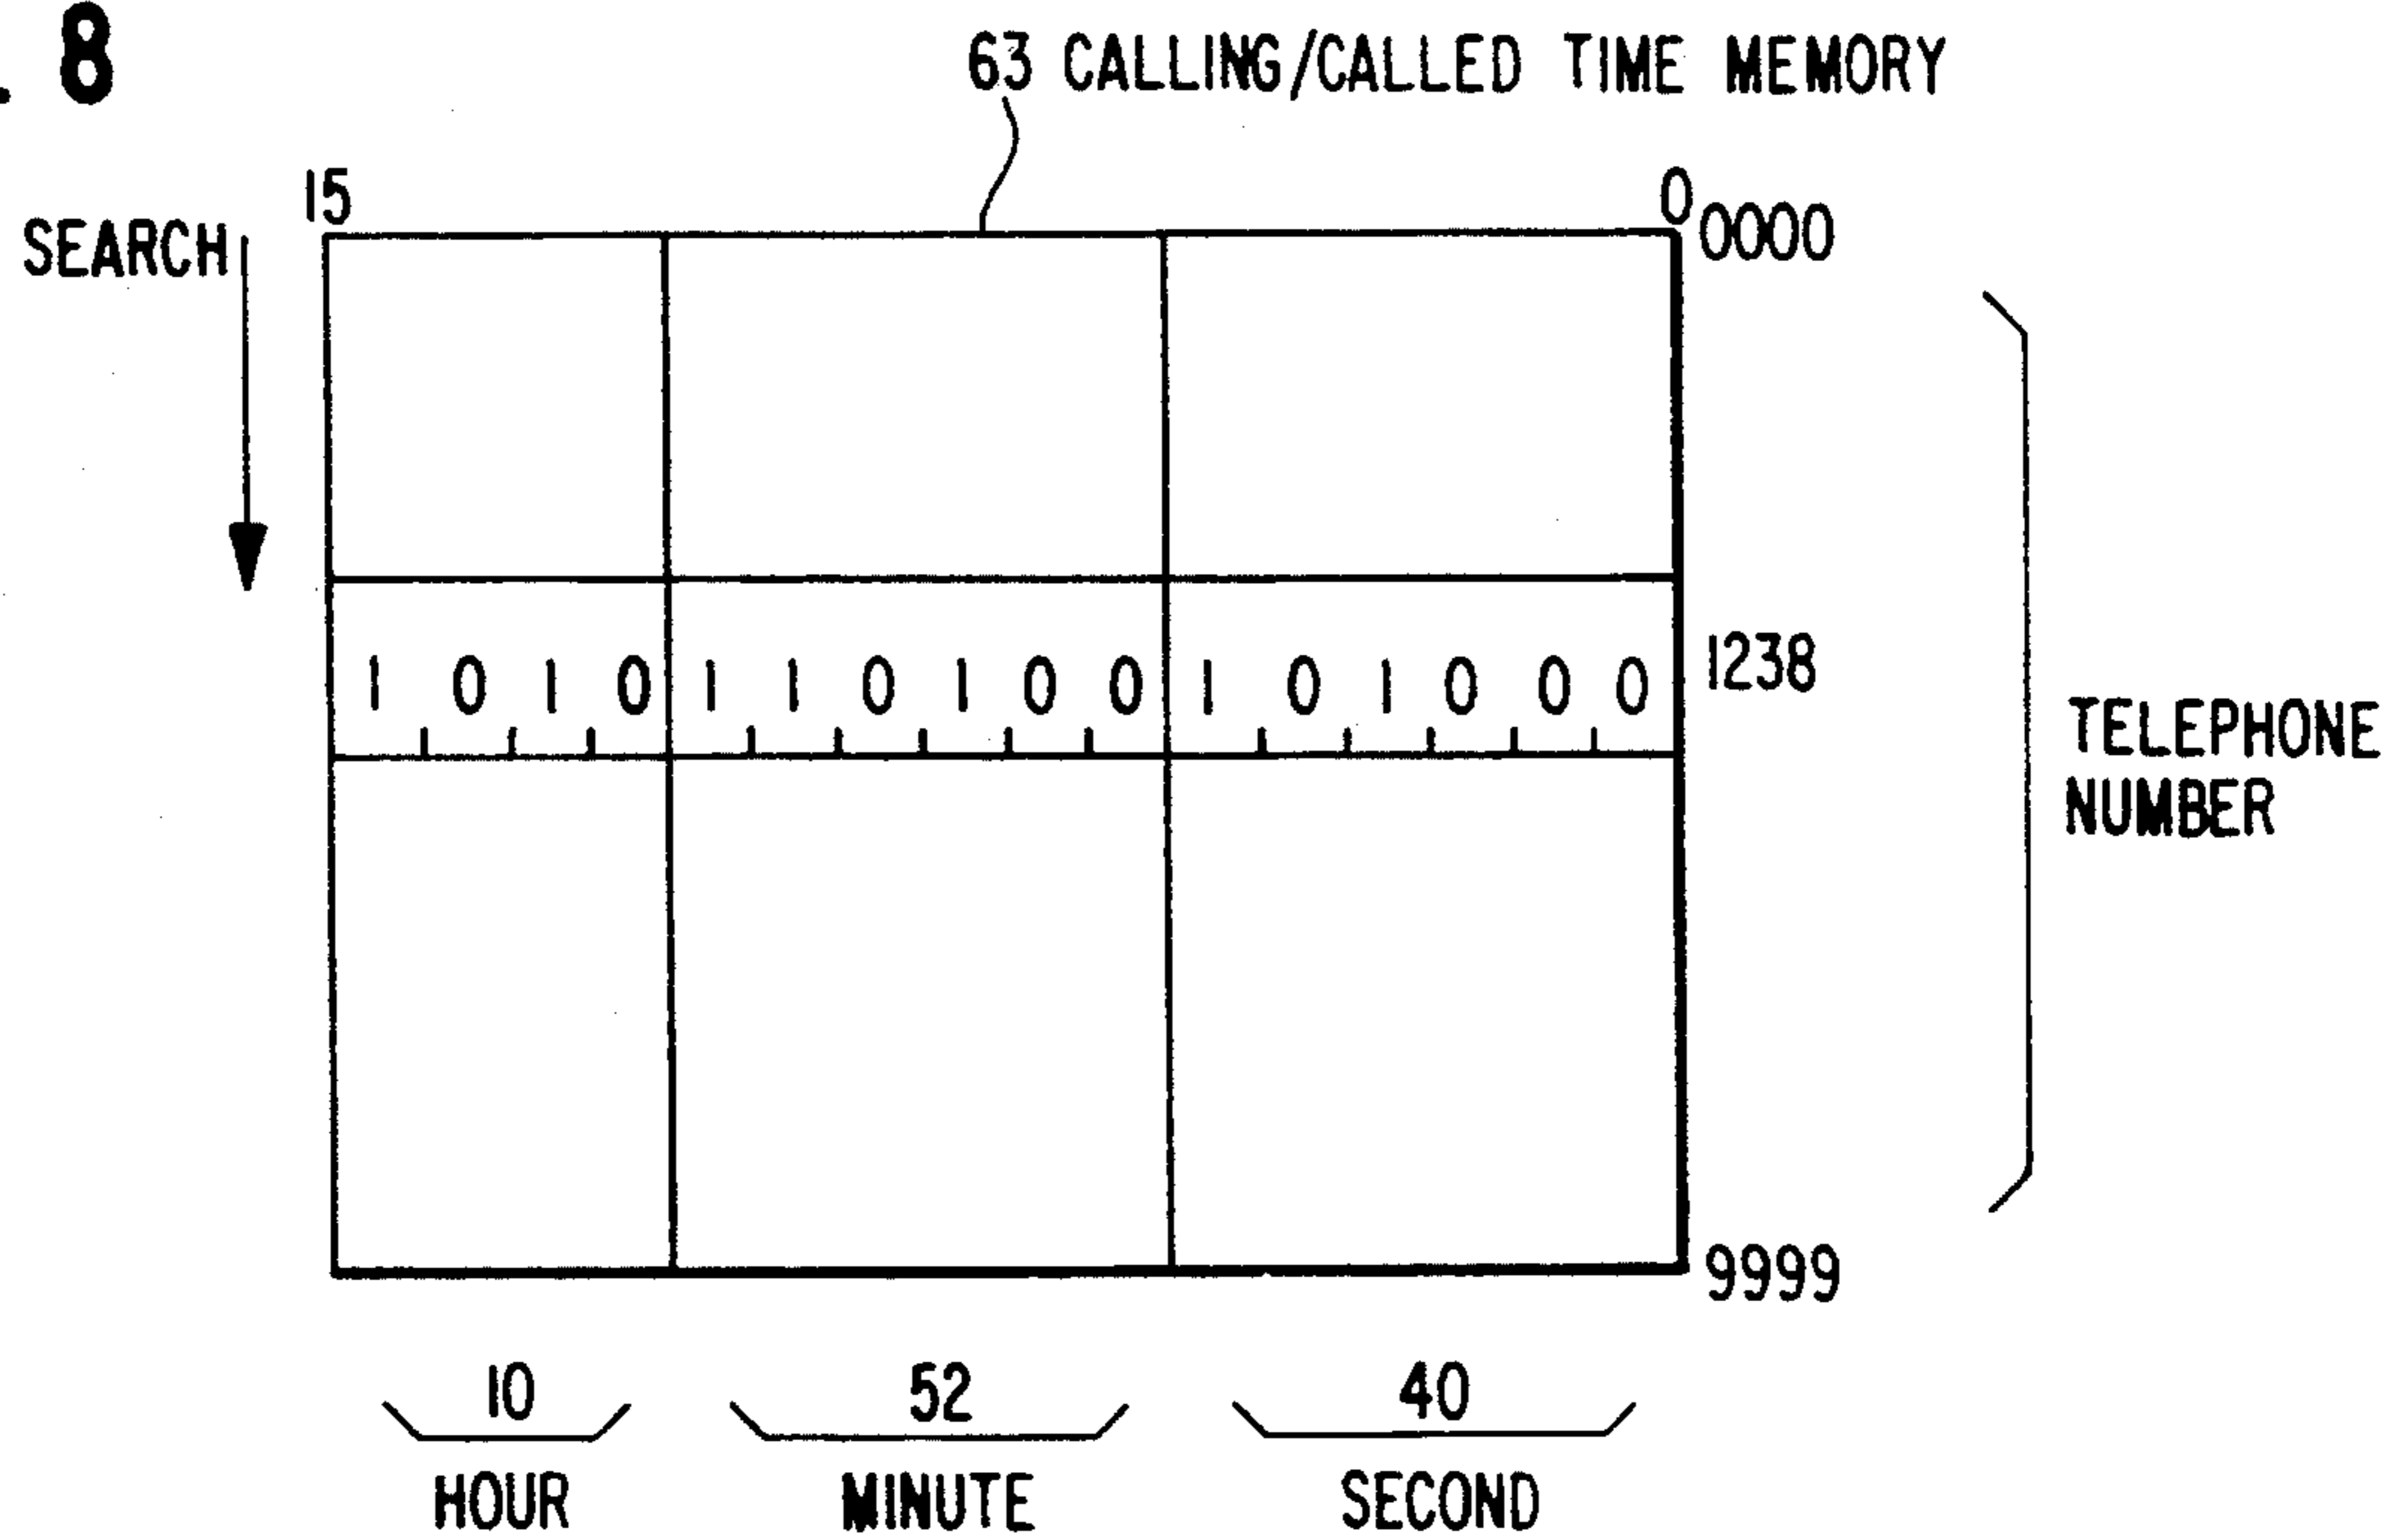 . 8
63 CALLING/CALLED TIME MEMORY
15
0
SEARCH
0000
1 0 1 0 1 1 0 1 0 0 1 0 1 0 0 0
1238
TELEPHONE
NUMBER
9999
10
52
40
HOUR
MINUTE
SECOND